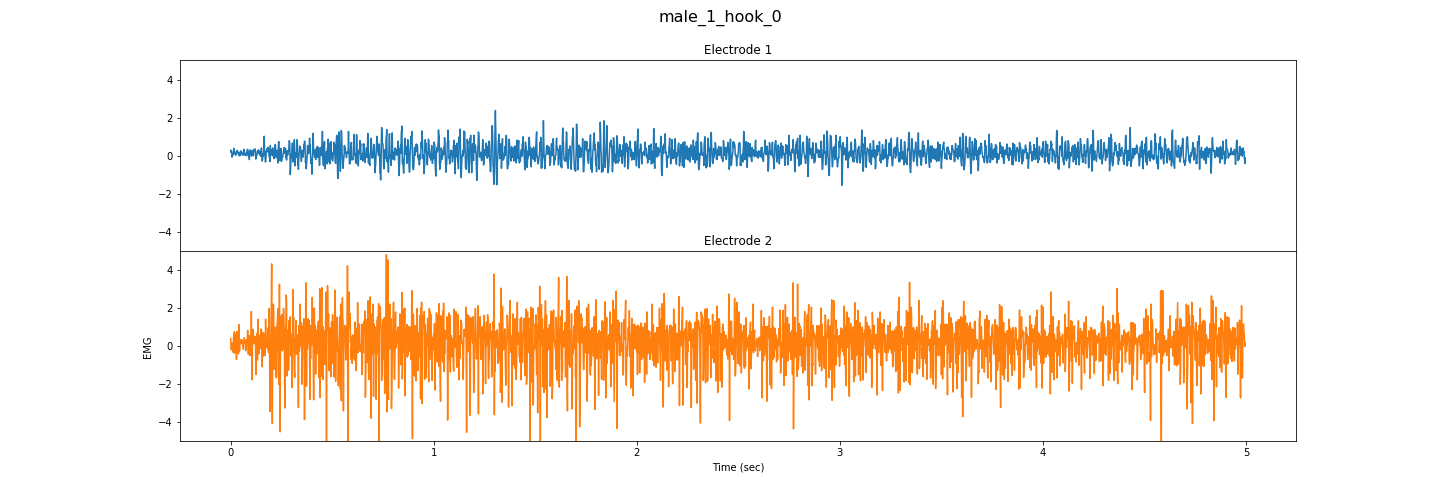 male_1_hook_0
Electrode 1
4
2
0
−2
−4
Electrode 2
4
2
0
−2
−4
EMG
0 1 2 3 4 5
Time (sec)